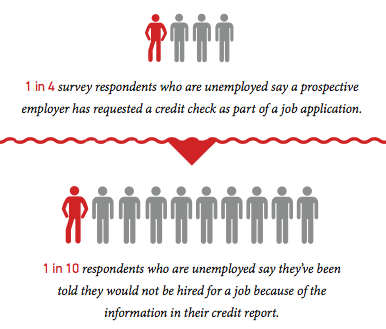 1 in 4 survey respondents who are unemployed say a prospective
employer has requested a credit check as part of a job application.
1 in 10 respondents who are unemployed say they've been
told they would not be hired for a job because of the
information in their credit report.